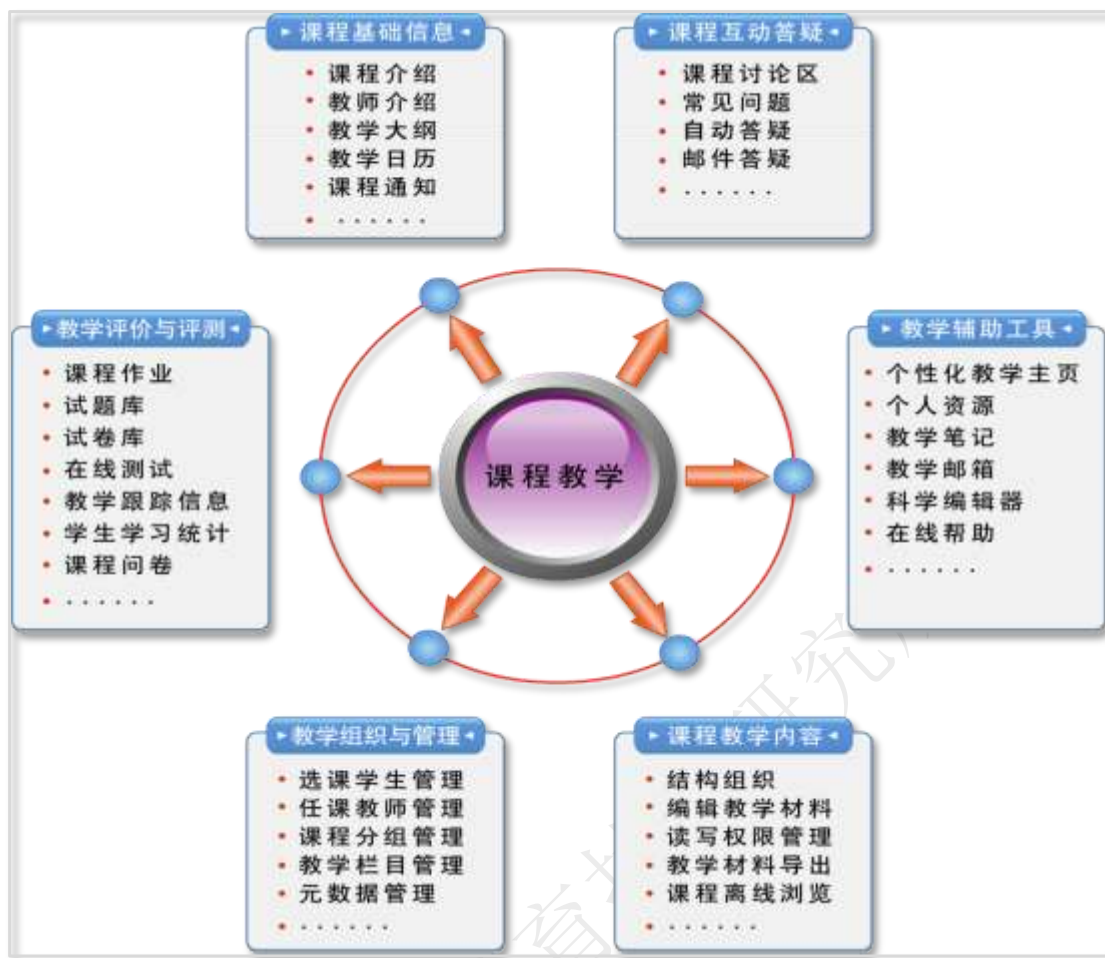 课程基础信息
课程介绍
教师介绍
教学大纲
教学日历
课程通知
······
课程互动答疑
课程讨论区
常见问题
自动答疑
邮件答疑
······
教学评价与评测
课程作业
试题库
试卷库
在线测试
教学跟踪信息
学生学习统计
课程问卷
······
课程教学
教学辅助工具
个性化教学主页
个人资源
教学笔记
教学邮箱
科学编辑器
在线帮助
······
教学组织与管理
选课学生管理
任课教师管理
课程分组管理
教学栏目管理
元数据管理
······
课程教学内容
结构组织
编辑教学材料
读写权限管理
教学材料导出
课程离线浏览
······
研究
育